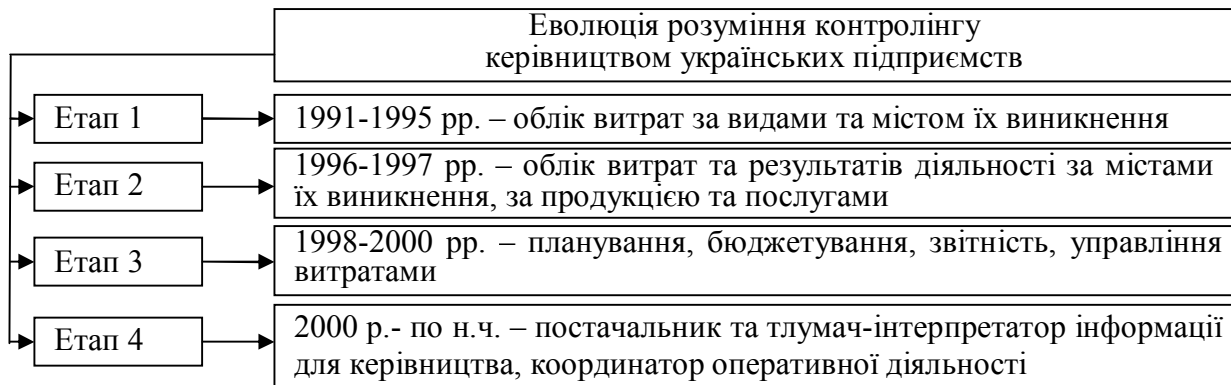 Еволюція розуміння контролінгу
керівництвом українських підприємств
Етап 1
1991-1995 рр. – облік витрат за видами та містом їх виникнення
Етап 2
1996-1997 рр. – облік витрат та результатів діяльності за містами
їх виникнення, за продукцією та послугами
Етап 3
1998-2000 рр. – планування, бюджетування, звітність, управління
витратами
Етап 4
2000 р.- по н.ч. – постачальник та тлумач-інтерпретатор інформації
для керівництва, координатор оперативної діяльності